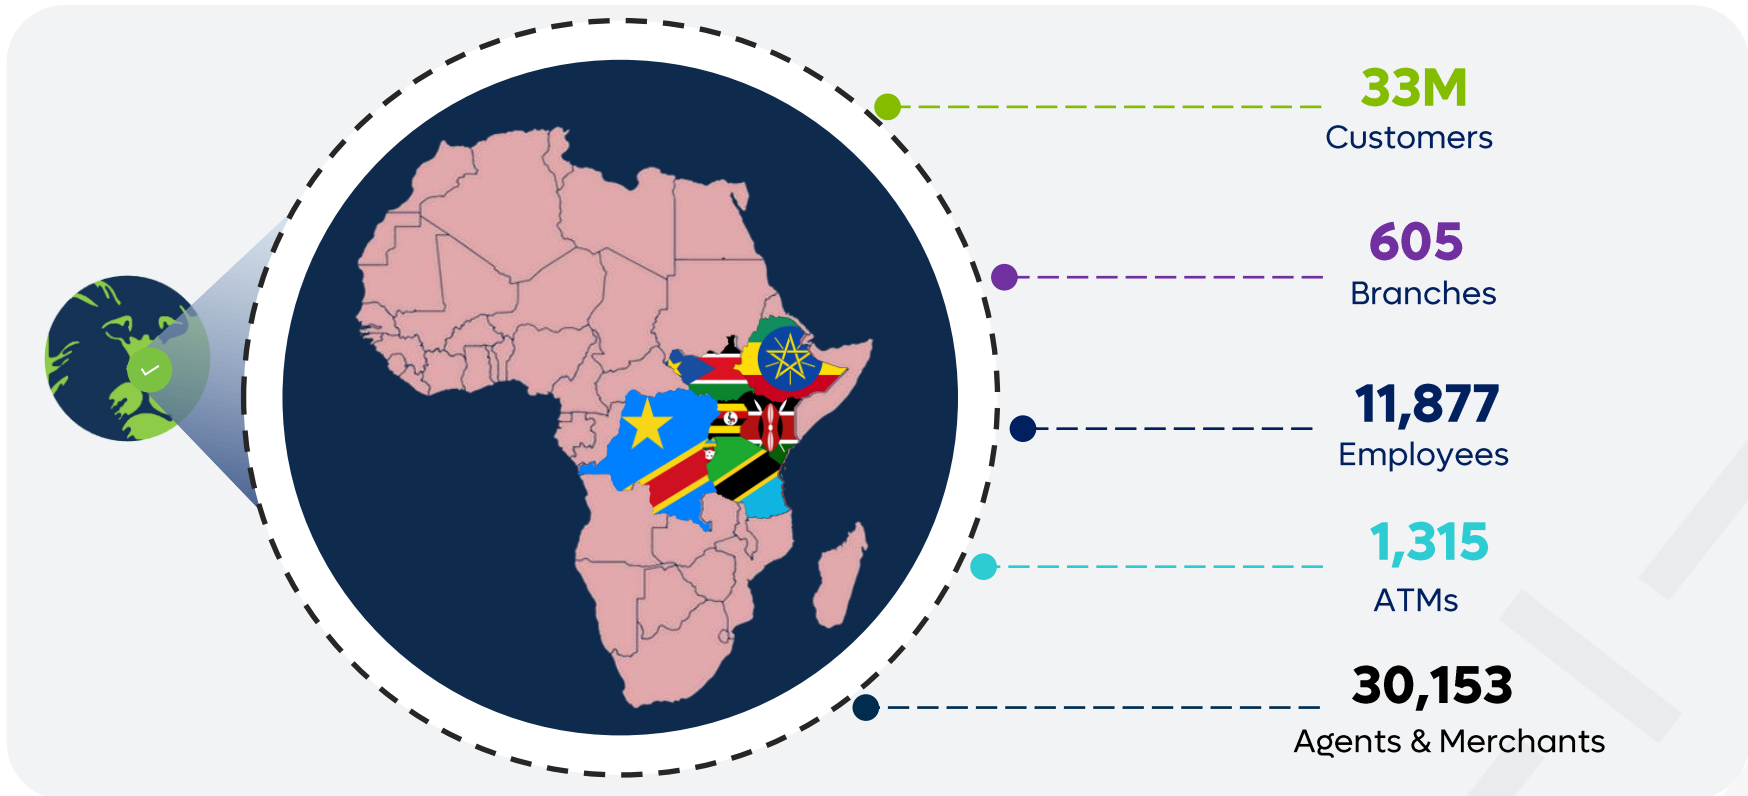 33M
Customers
605
Branches
11,877
Employees
1,315
ATMs
30,153
Agents & Merchants